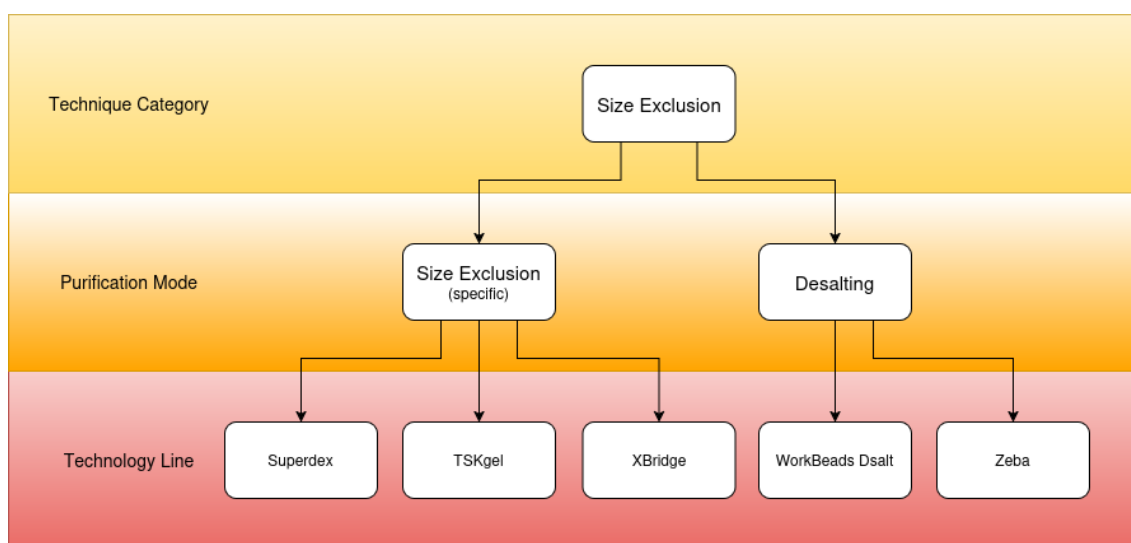 Technique Category
Size Exclusion
Purification Mode
Size Exclusion
(specific)
Desalting
Technology Line
Superdex
TSKgel
XBridge
WorkBeads Dsalt
Zeba